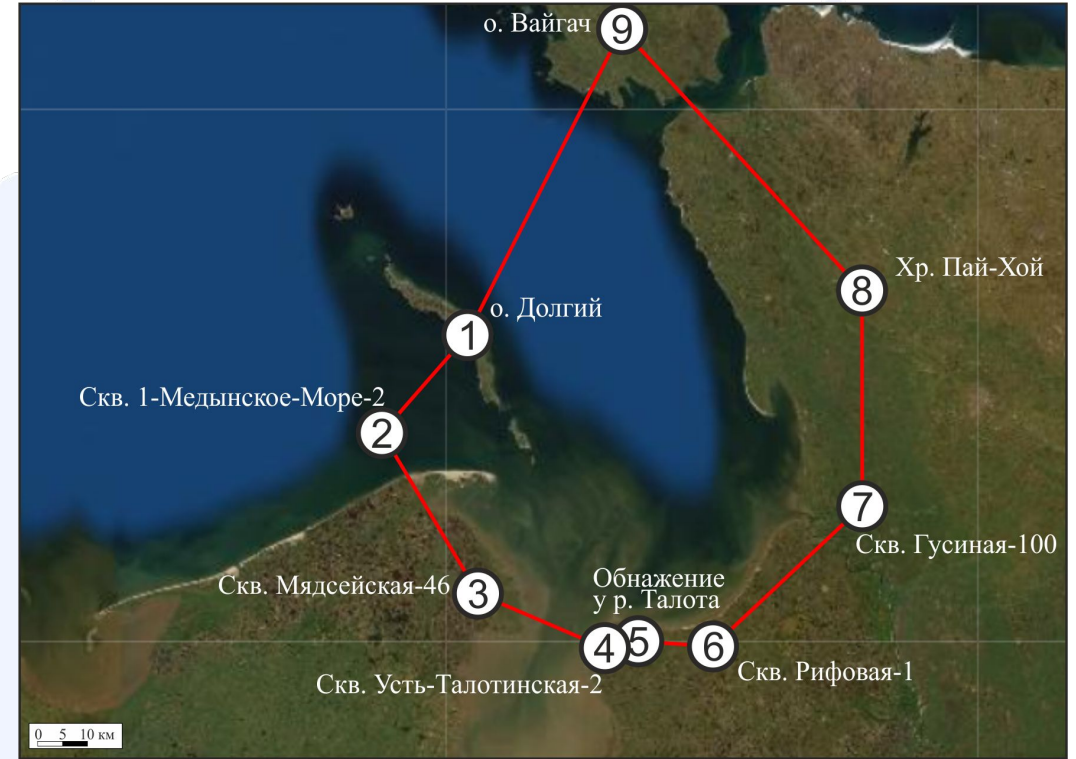 о. Вайгач
9
Хр. Пай-Хой
8
о. Долгий
1
Скв. 1-Медынское-Море-2
2
7
Скв. Гусиная-100
Обнажение
у р. Талота
Скв. Мядсейская-46
3
4
5
6
Скв. Рифовая-1
Скв. Усть-Талотинская-2
0 5 10 км